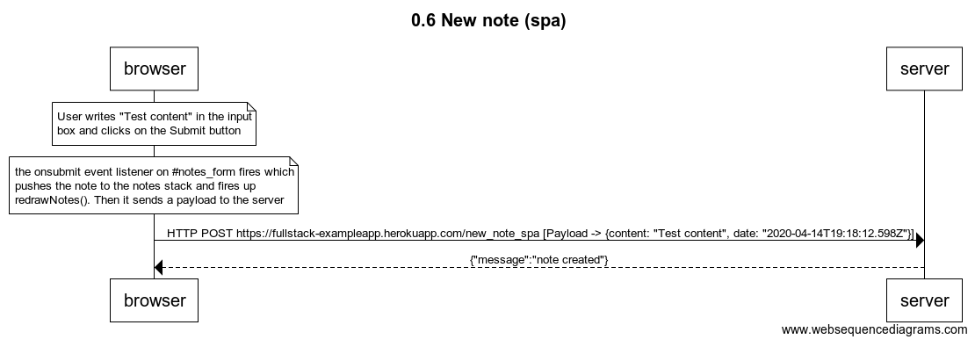 0.6 New note (spa)
browser
server
User writes "Test content" in the input
box and clicks on the Submit button
the onsubmit event listener on #notes_form fires which
pushes the note to the notes stack and fires up
redrawNotes(). Then it sends a payload to the server
HTTP POST https://fullstack-exampleapp.herokuapp.com/new_note_spa [Payload -> {content: "Test content", date: "2020-04-14T19:18:12.598Z"}]
{"message":"note created"}
browser
server
www.websequencediagrams.com